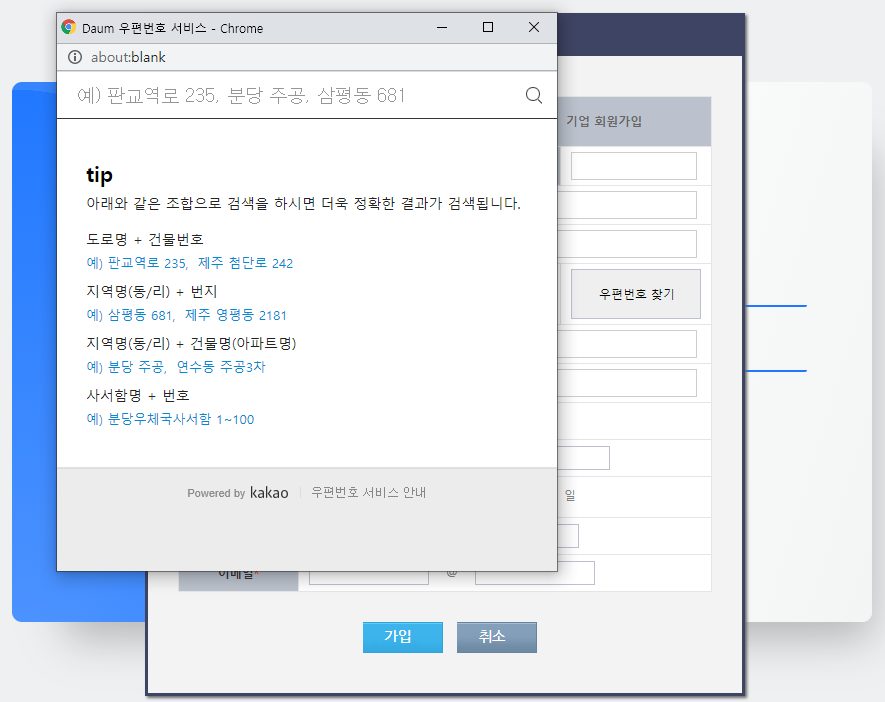 Daum 우편번호 서비스 - Chrome
about:blank
예) 판교역로 235, 분당 주공, 삼평동 681
tip
아래와 같은 조합으로 검색을 하시면 더욱 정확한 결과가 검색됩니다.
도로명 + 건물번호
예) 판교역로 235, 제주 첨단로 242
지역명(동/리) + 번지
예) 삼평동 681, 제주 영평동 2181
지역명(동/리) + 건물명(아파트명)
예) 분당 주공, 연수동 주공3차
사서함명 + 번호
예) 분당우체국사서함 1~100
Powered by kakao 우편번호 서비스 안내
기업 회원가입
우편번호 찾기
일
이메일* @
가입 취소